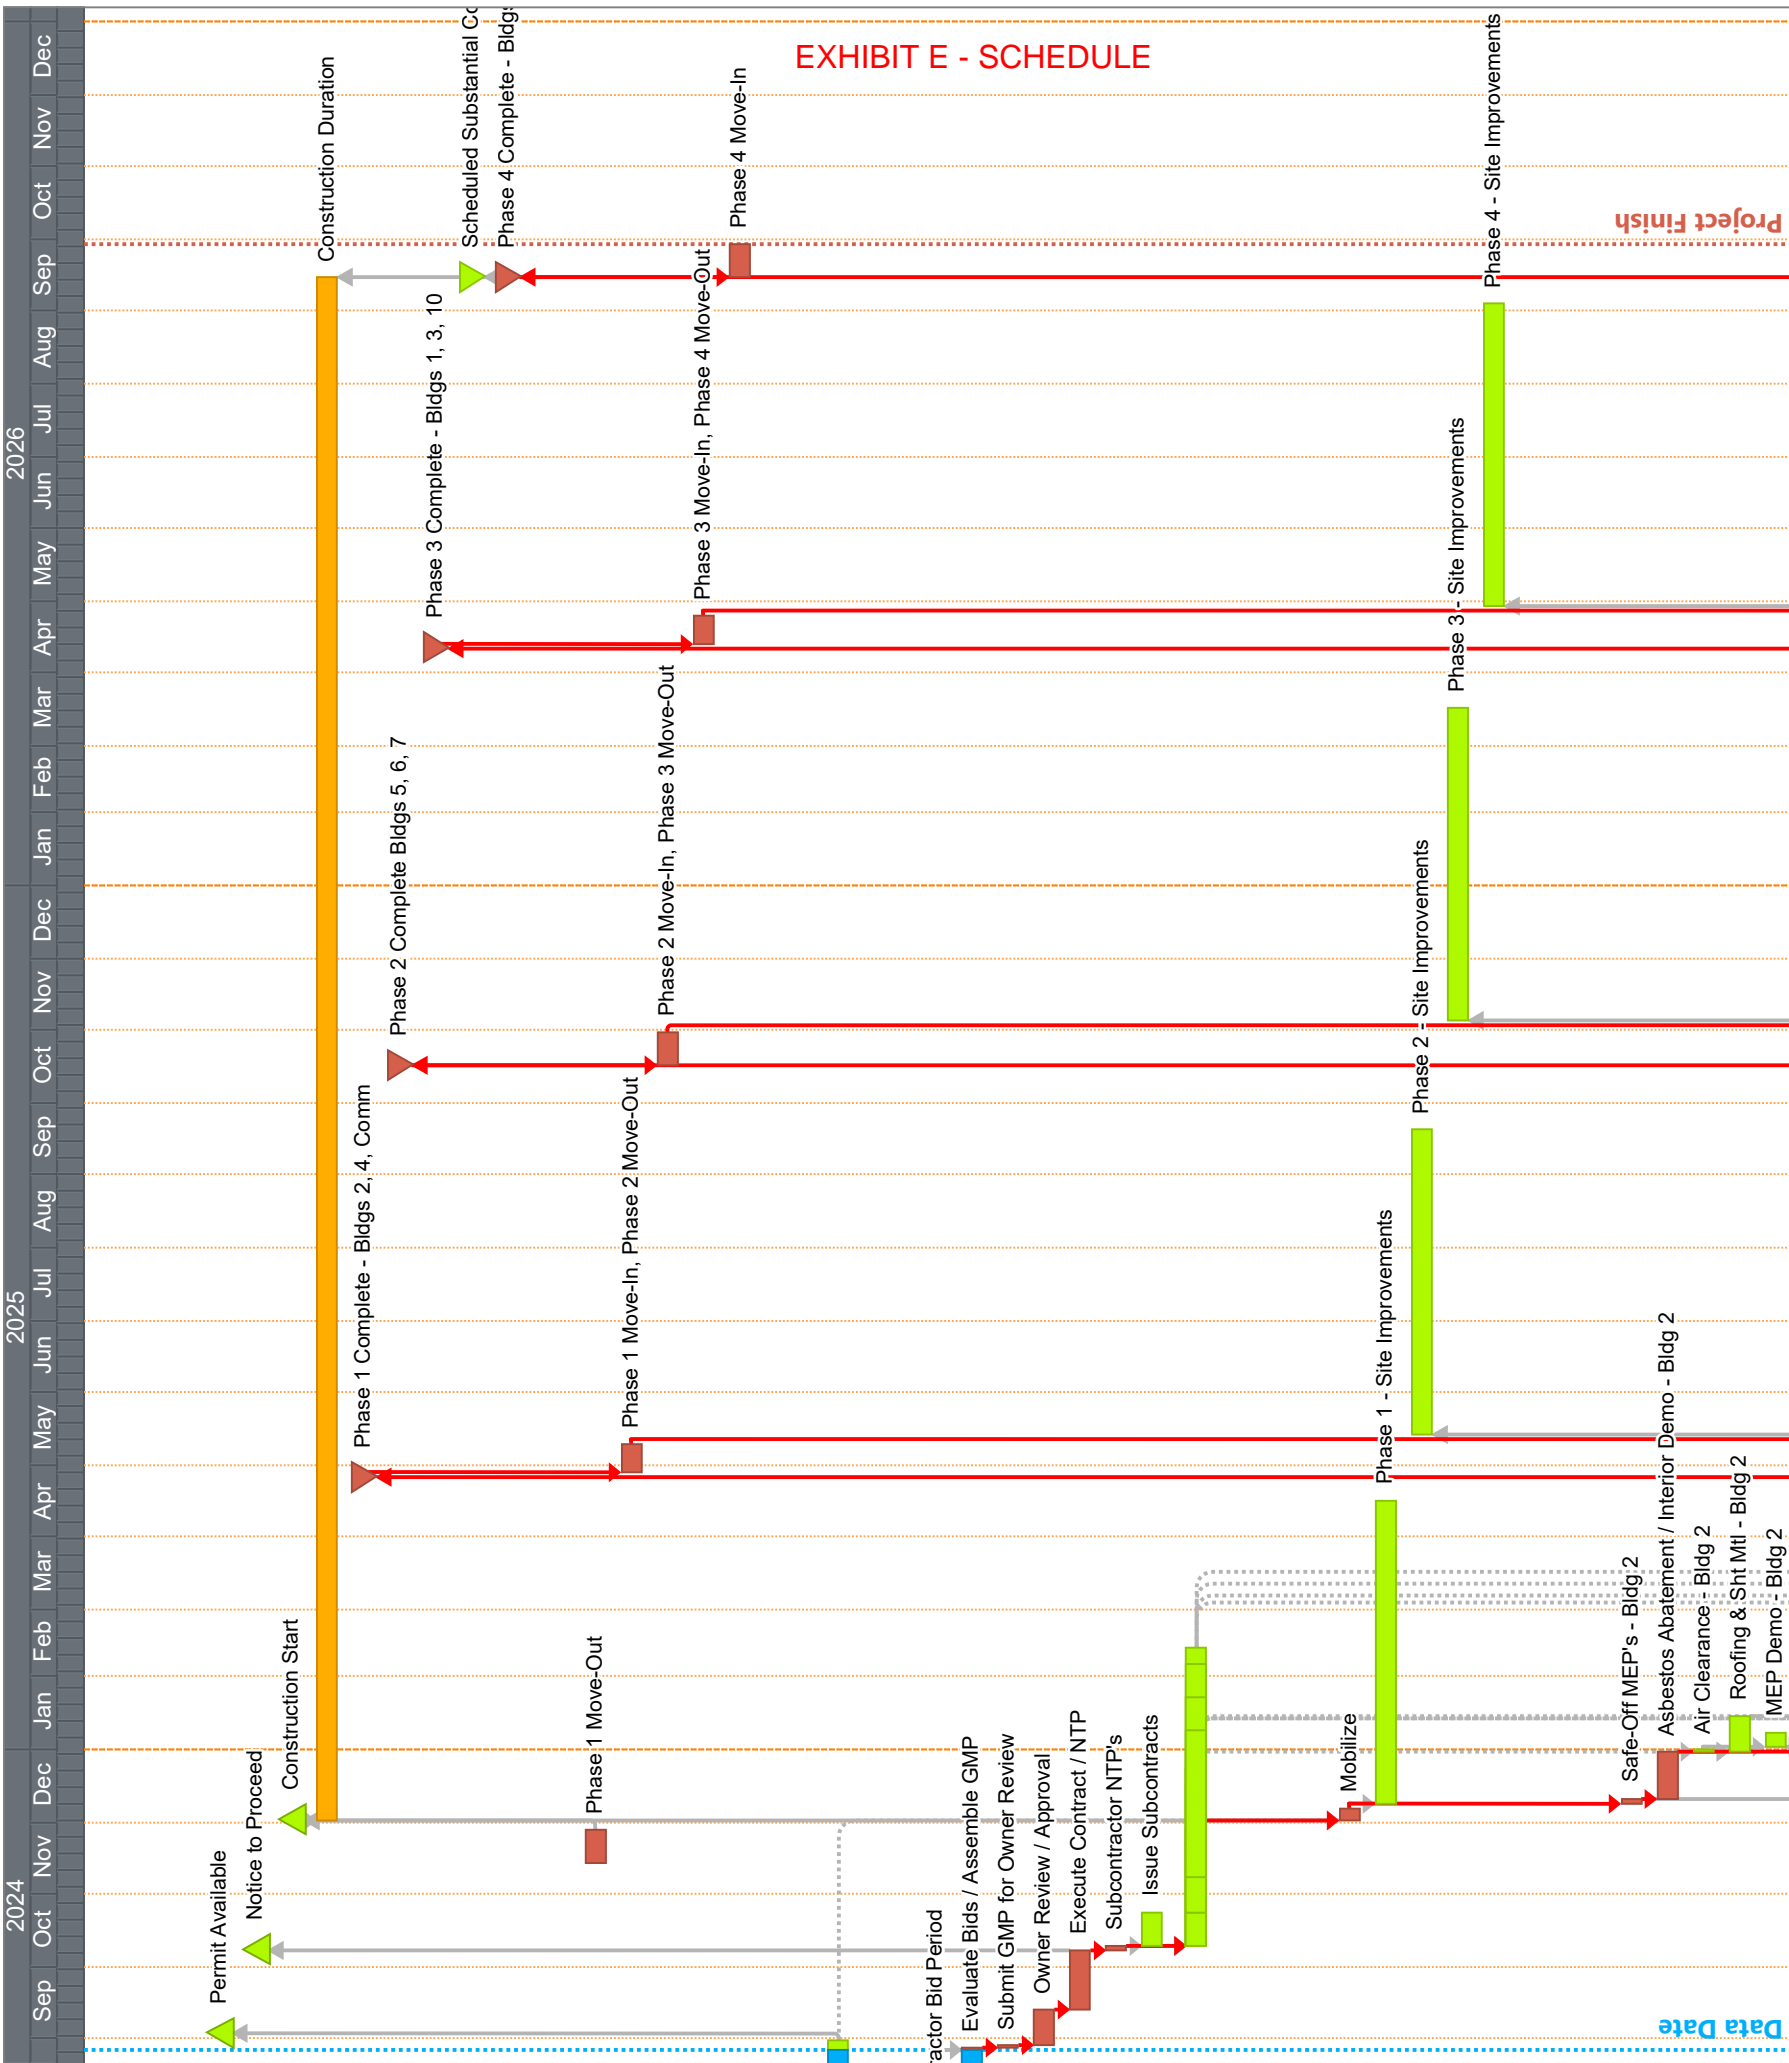 EXHIBIT E - SCHEDULE
2024
2025
2026
Sep
Oct
Nov
Dec
Jan
Feb
Mar
Apr
May
Jun
Jul
Aug
Sep
Oct
Nov
Dec
Jan
Feb
Mar
Apr
May
Jun
Jul
Aug
Sep
Oct
Nov
Dec
Permit Available
Notice to Proceed
Construction Start
Construction Duration
Phase 1 Complete - Bldgs 2, 4, Comm
Phase 2 Complete Bldgs 5, 6, 7
Phase 3 Complete - Bldgs 1, 3, 10
Scheduled Substantial Co
Phase 4 Complete - Bldgs
Phase 1 Move-Out
Phase 1 Move-In, Phase 2 Move-Out
Phase 2 Move-In, Phase 3 Move-Out
Phase 3 Move-In, Phase 4 Move-Out
Phase 4 Move-In
ractor Bid Period
Evaluate Bids / Assemble GMP
Submit GMP for Owner Review
Owner Review / Approval
Execute Contract / NTP
Subcontractor NTP's
Issue Subcontracts
Mobilize
Phase 1 - Site Improvements
Phase 2 - Site Improvements
Phase 3 - Site Improvements
Phase 4 - Site Improvements
Safe-Off MEP's - Bldg 2
Asbestos Abatement / Interior Demo - Bldg 2
Air Clearance - Bldg 2
Roofing & Sht Mtl - Bldg 2
MEP Demo - Bldg 2
Project Finish
Data Date